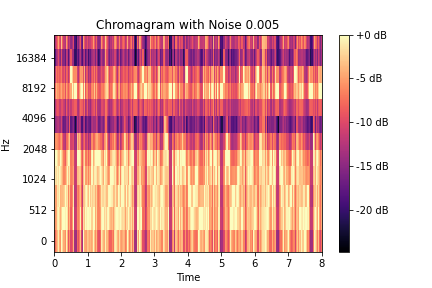 Chromagram with Noise 0.005
Hz
16384
8192
4096
2048
1024
512
0
0 1 2 3 4 5 6 7 8
Time
+0 dB
-5 dB
-10 dB
-15 dB
-20 dB